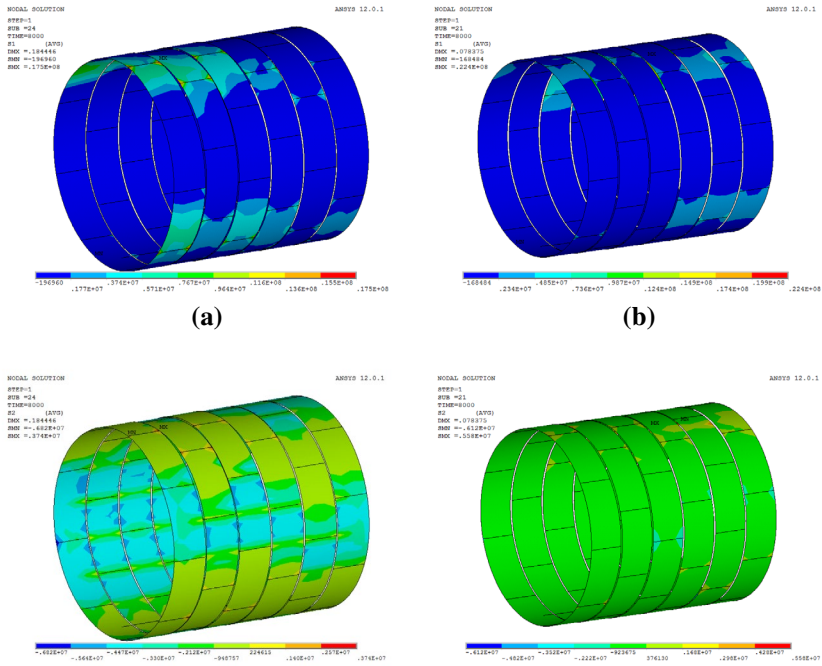 NODAL SOLUTION
ANSYS 12.0.1
STEP=1
SUB =24
TIME=8000
S1 (AVG)
DMX =.184446
SMN =-196960
SMX =.175E+08
MX
-196960 .374E+07 .767E+07 .116E+08 .155E+08
.177E+07 .571E+07 .964E+07 .136E+08 .175E+08
(a)
NODAL SOLUTION
ANSYS 12.0.1
STEP=1
SUB =21
TIME=8000
S1 (AVG)
DMX =.078375
SMN =-168484
SMX =.224E+08
-168484 .485E+07 .987E+07 .149E+08 .199E+08
.234E+07 .736E+07 .124E+08 .174E+08 .224E+08
(b)
NODAL SOLUTION
ANSYS 12.0.1
STEP=1
SUB =24
TIME=8000
S2 (AVG)
DMX =.184446
SMN =-.682E+07
SMX =.374E+07
MN MX
-.682E+07 -.447E+07 -.212E+07 224615 .257E+07
-.564E+07 -.330E+07 -948757 .140E+07 .374E+07
NODAL SOLUTION
ANSYS 12.0.1
STEP=1
SUB =21
TIME=8000
S2 (AVG)
DMX =.078375
SMN =-.612E+07
SMX =.558E+07
MN MX
-.612E+07 -.352E+07 -923675 .168E+07 .428E+07
-.482E+07 -.222E+07 376130 .298E+07 .558E+07